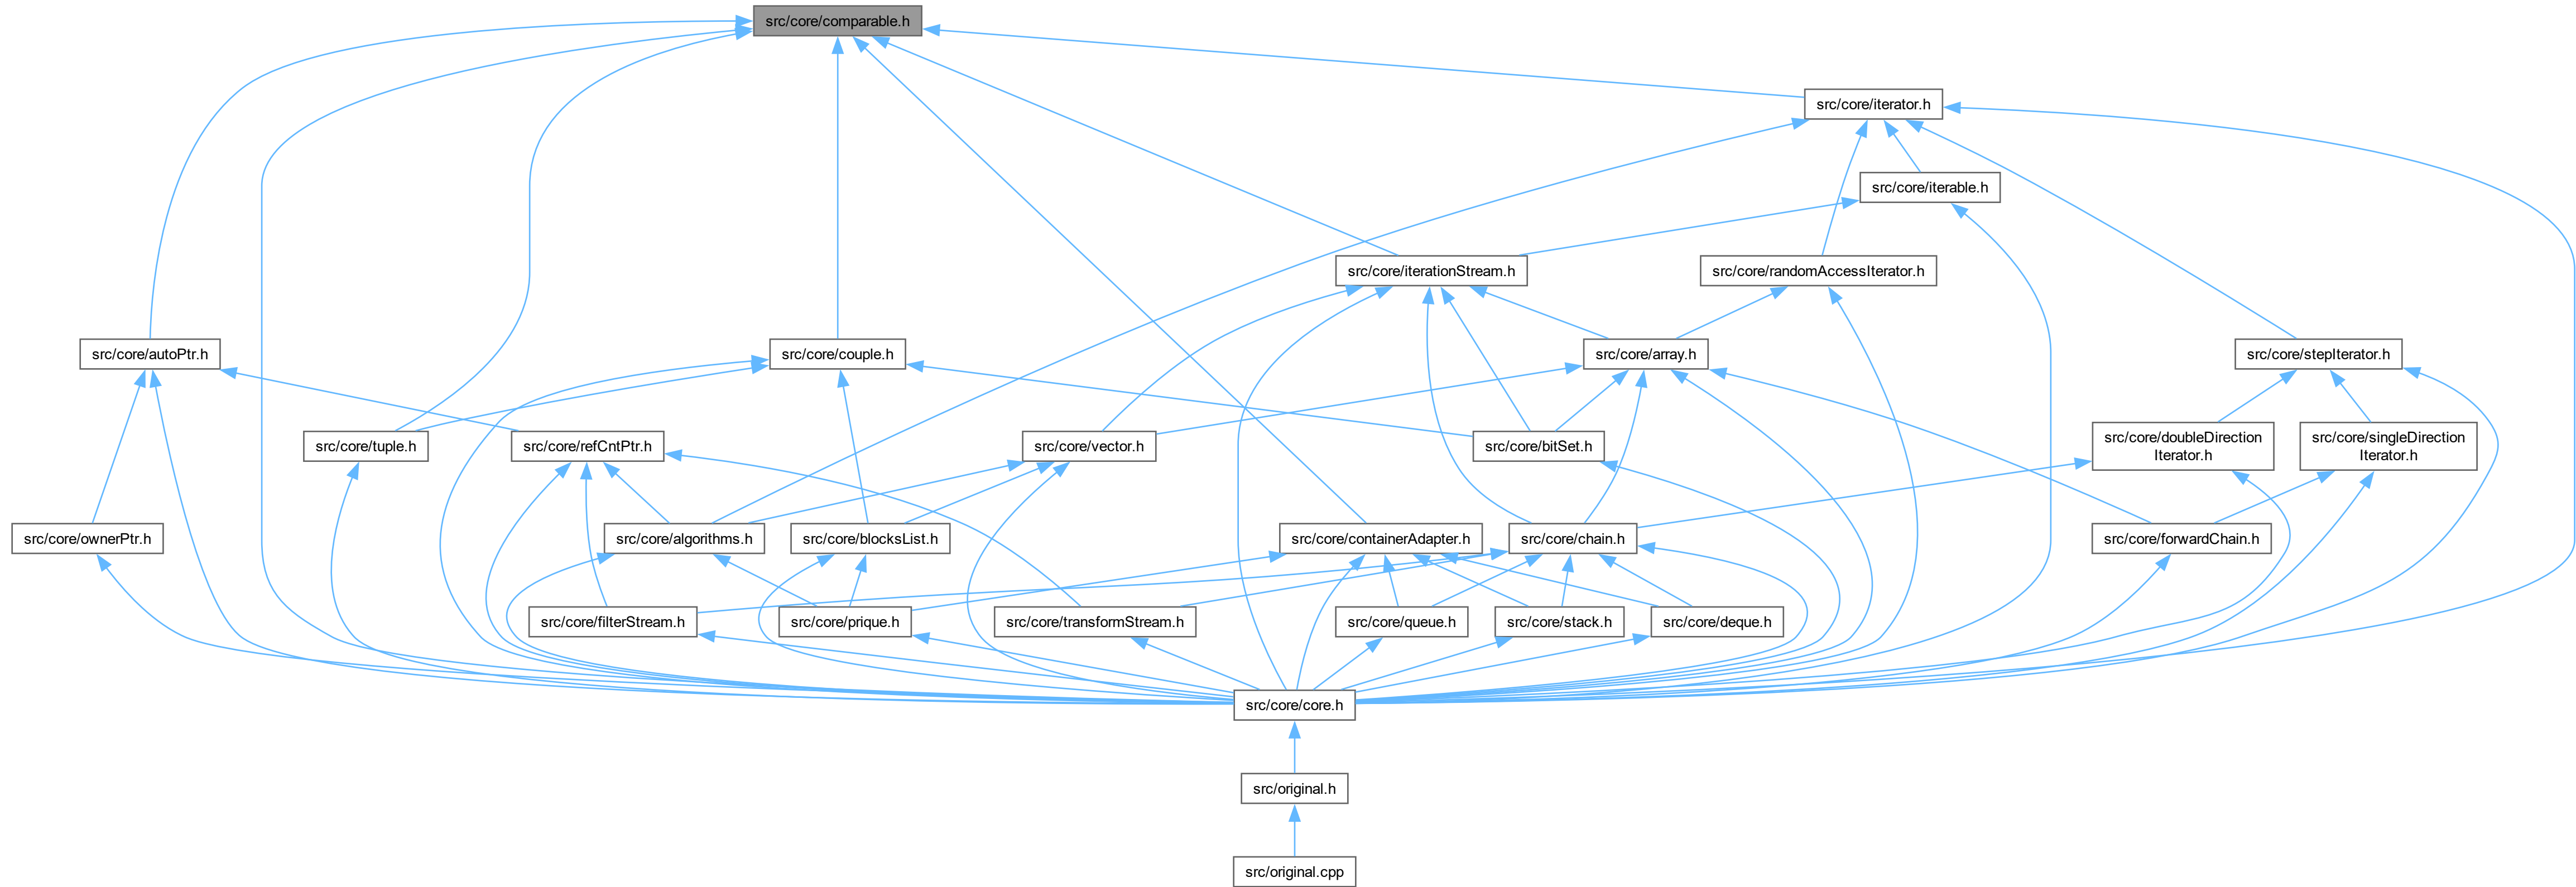 src/core/comparable.h
src/core/iterator.h
src/core/iterable.h
src/core/iterationStream.h
src/core/randomAccessIterator.h
src/core/autoPtr.h
src/core/couple.h
src/core/array.h
src/core/stepIterator.h
src/core/tuple.h
src/core/refCntPtr.h
src/core/vector.h
src/core/bitSet.h
src/core/doubleDirection
Iterator.h
src/core/singleDirection
Iterator.h
src/core/ownerPtr.h
src/core/algorithms.h
src/core/blocksList.h
src/core/containerAdapter.h
src/core/chain.h
src/core/forwardChain.h
src/core/filterStream.h
src/core/prique.h
src/core/transformStream.h
src/core/queue.h
src/core/stack.h
src/core/deque.h
src/core/core.h
src/original.h
src/original.cpp